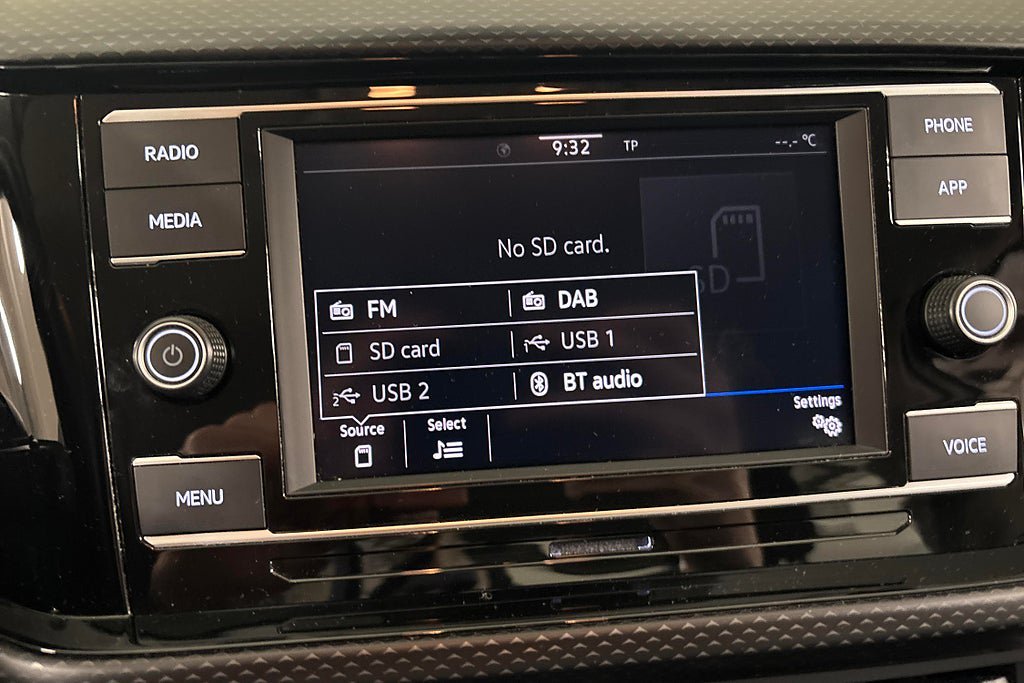 RADIO
MEDIA
MENU
9:32 TP --.- °C
No SD card.
SD
FM DAB
SD card USB 1
2 USB 2 BT audio
Source Select Settings
PHONE
APP
VOICE